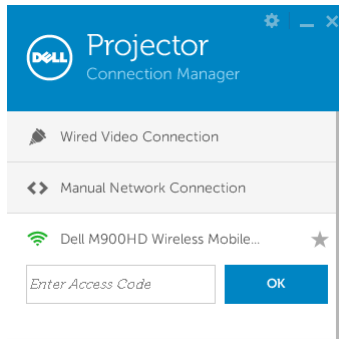 DELL
Projector
Connection Manager
Wired Video Connection
Manual Network Connection
Dell M900HD Wireless Mobile...
Enter Access Code
OK